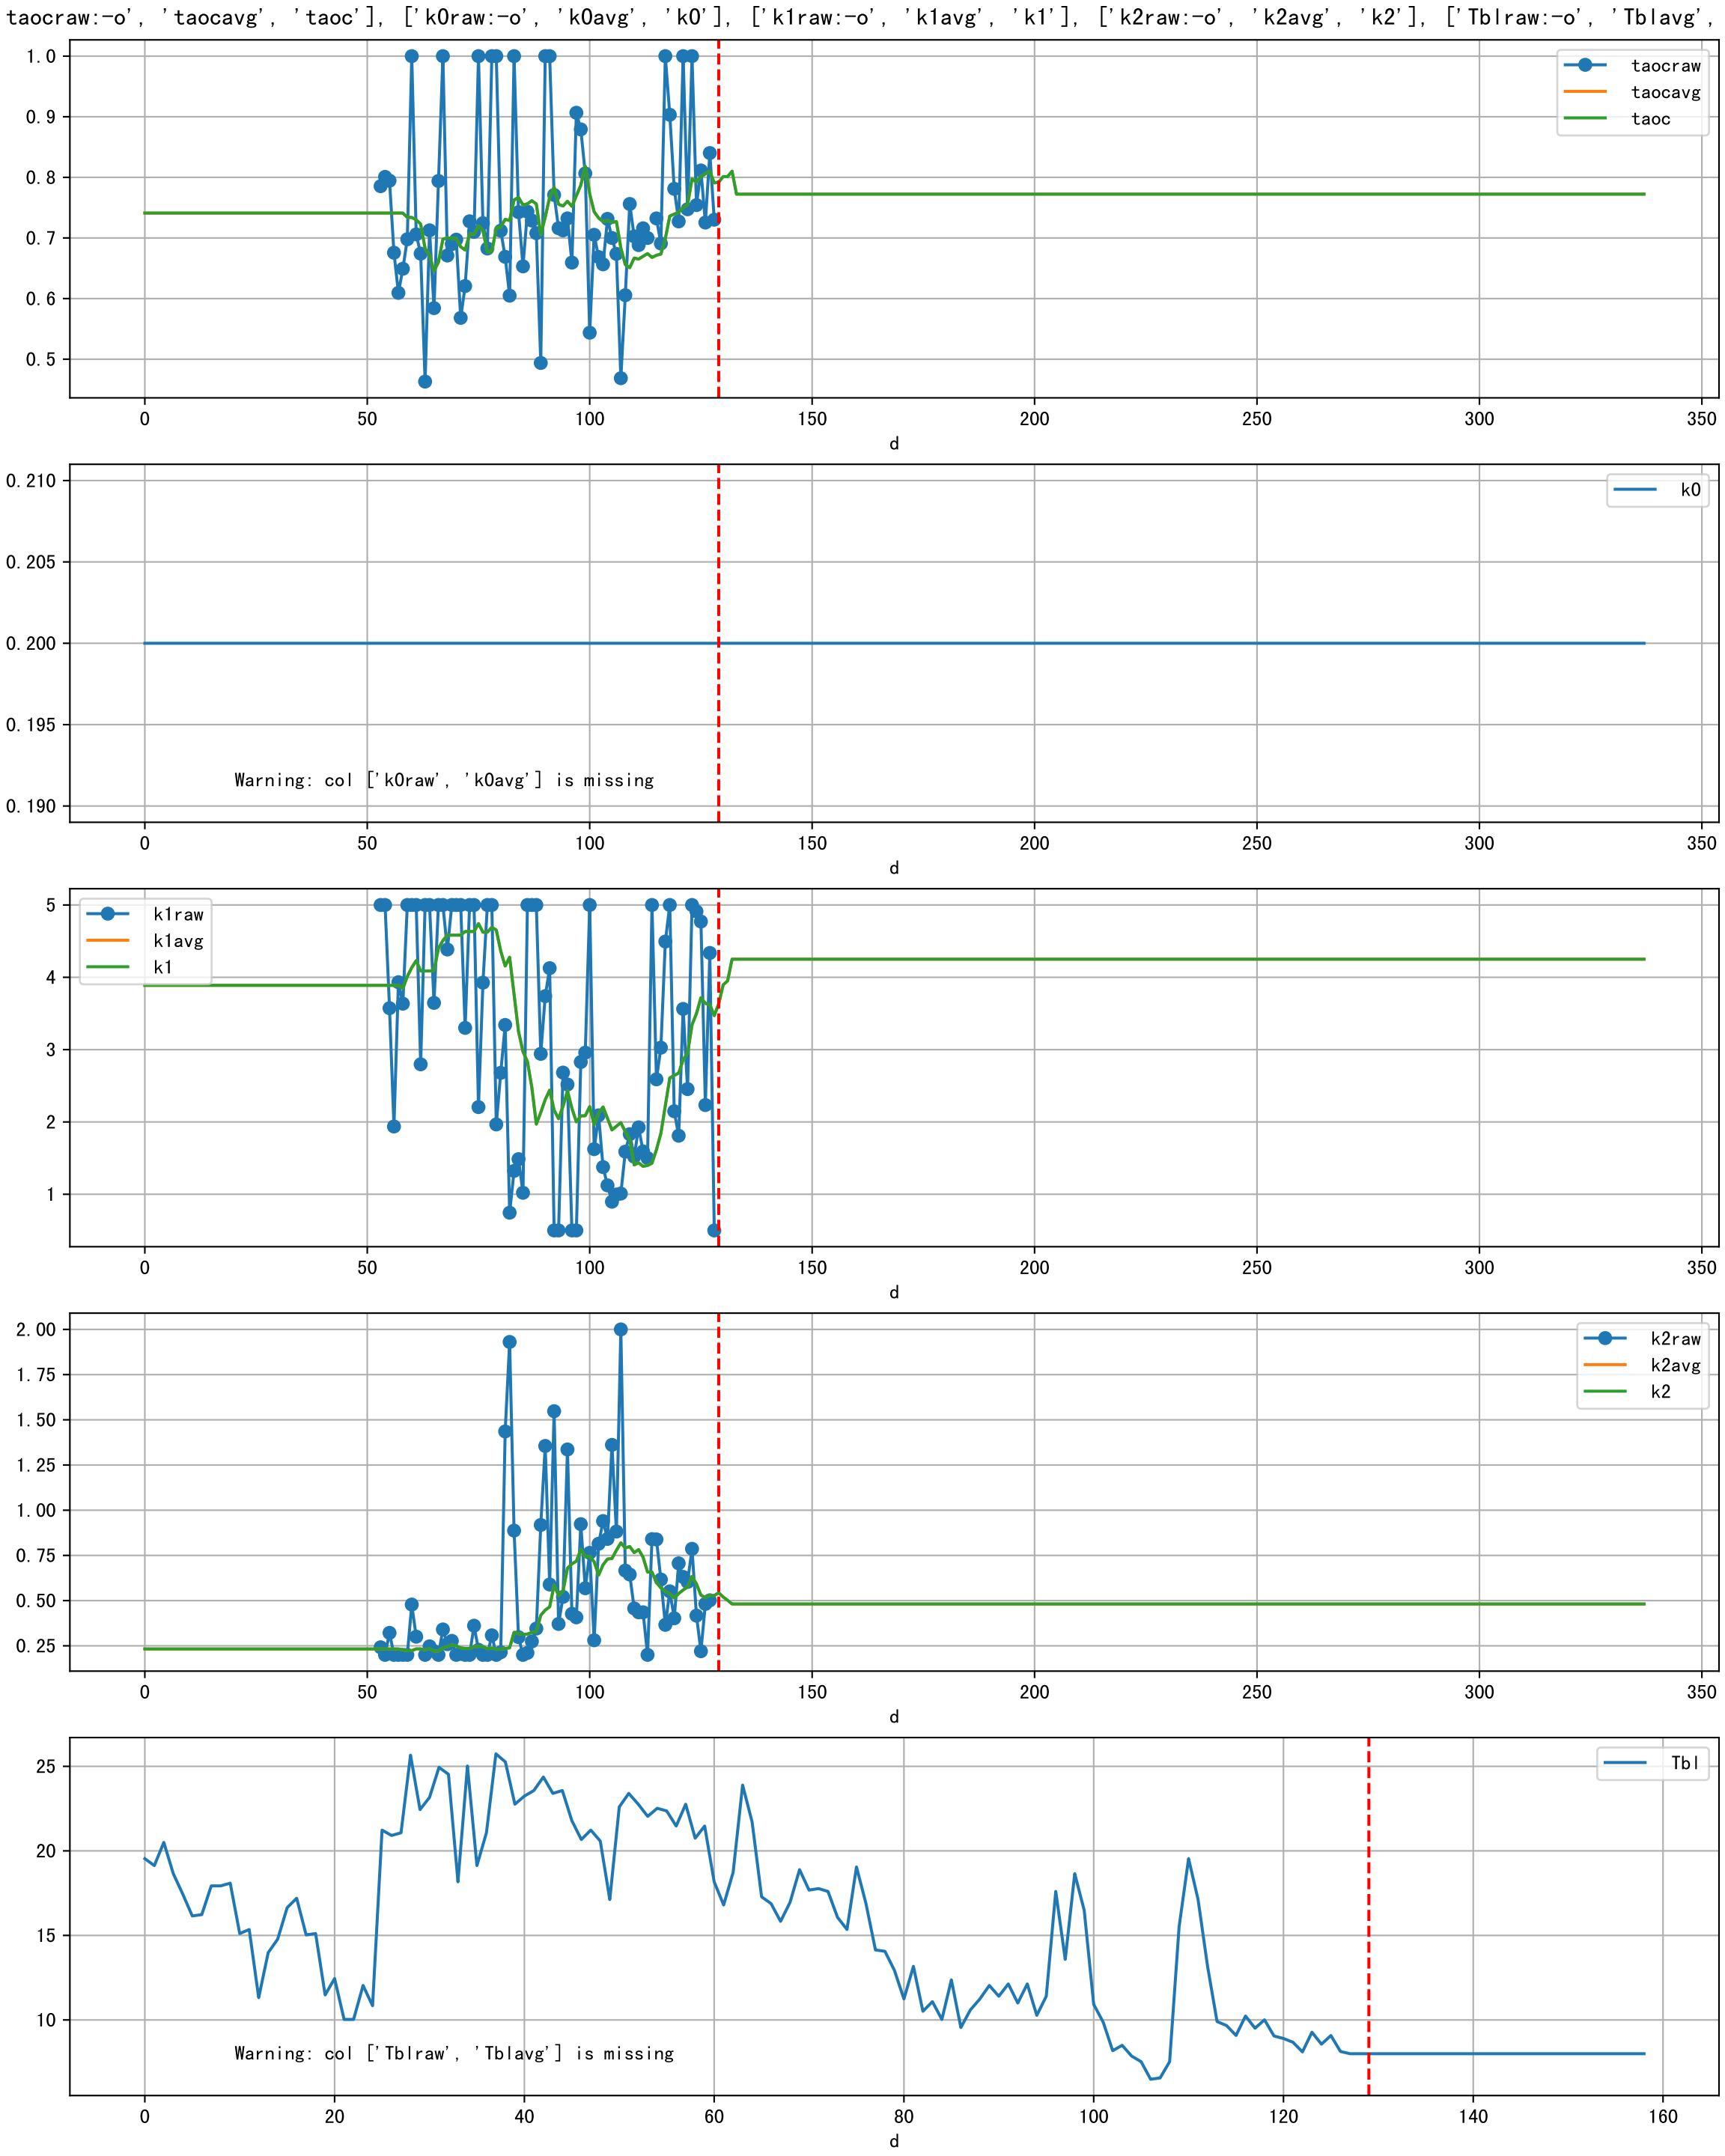 taocraw:-o', 'taocavg', 'taoc'], ['k0raw:-o', 'k0avg', 'k0'], ['k1raw:-o', 'k1avg', 'k1'], ['k2raw:-o', 'k2avg', 'k2'], ['Tblraw:-o', 'Tblavg',
1.0
0.9
0.8
0.7
0.6
0.5
taocraw
taocavg
taoc
0 50 100 150 200 250 300 350
d
0.210
0.205
0.200
0.195
0.190
k0
Warning: col ['k0raw', 'k0avg'] is missing
0 50 100 150 200 250 300 350
d
5
4
3
2
1
k1raw
k1avg
k1
0 50 100 150 200 250 300 350
d
2.00
1.75
1.50
1.25
1.00
0.75
0.50
0.25
k2raw
k2avg
k2
0 50 100 150 200 250 300 350
d
25
20
15
10
Tbl
Warning: col ['Tblraw', 'Tblavg'] is missing
0 20 40 60 80 100 120 140 160
d